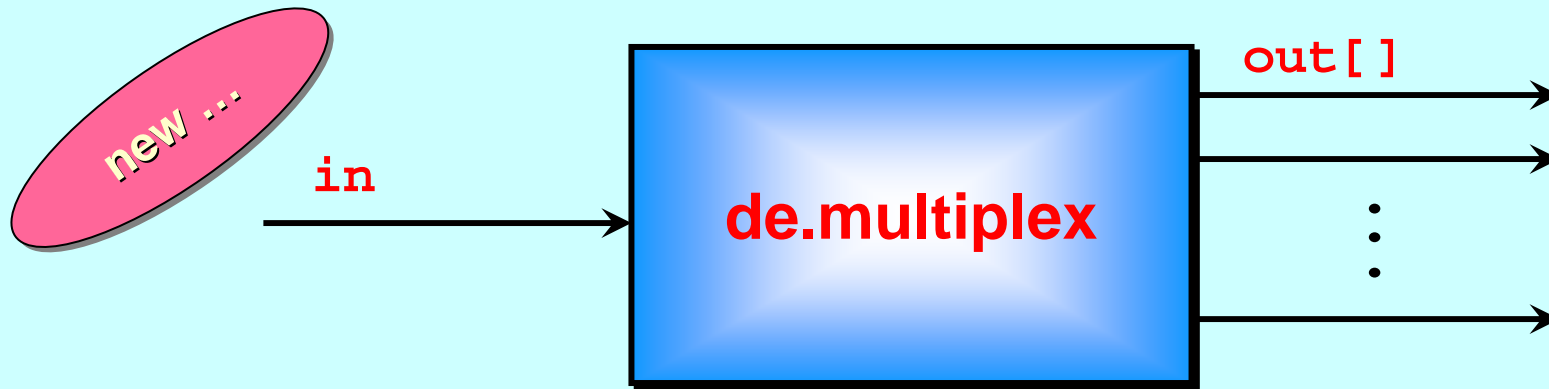 new …
in
de.multiplex
out[]